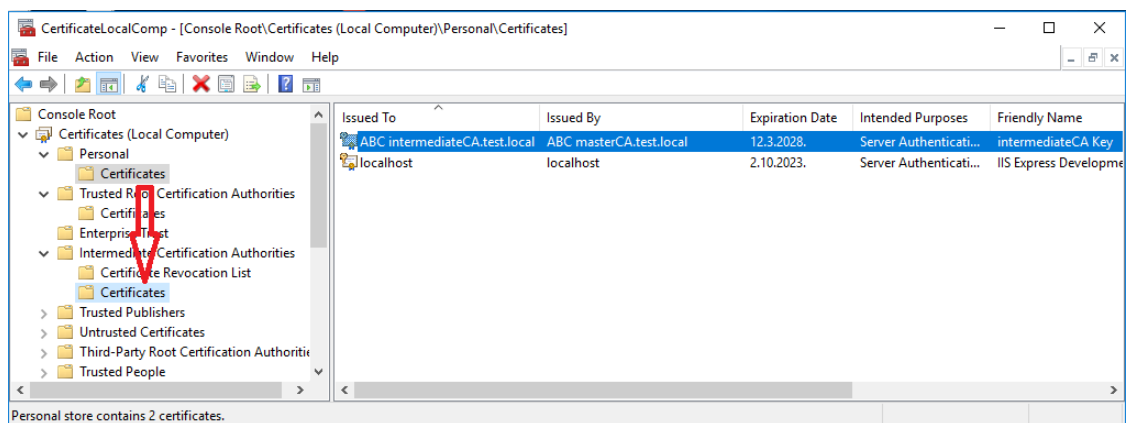 CertificateLocalComp - [Console Root\Certificates (Local Computer)\Personal\Certificates]
File Action View Favorites Window Help
Console Root
Certificates (Local Computer)
Personal
Certificates
Trusted Root Certification Authorities
Certificates
Enterprise Trust
Intermediate Certification Authorities
Certificate Revocation List
Certificates
Trusted Publishers
Untrusted Certificates
Third-Party Root Certification Authoritie
Trusted People
Issued To Issued By Expiration Date Intended Purposes Friendly Name
ABC intermediateCA.test.local ABC masterCA.test.local 12.3.2028. Server Authenticati... intermediateCA Key
localhost localhost 2.10.2023. Server Authenticati... IIS Express Developme
Personal store contains 2 certificates.